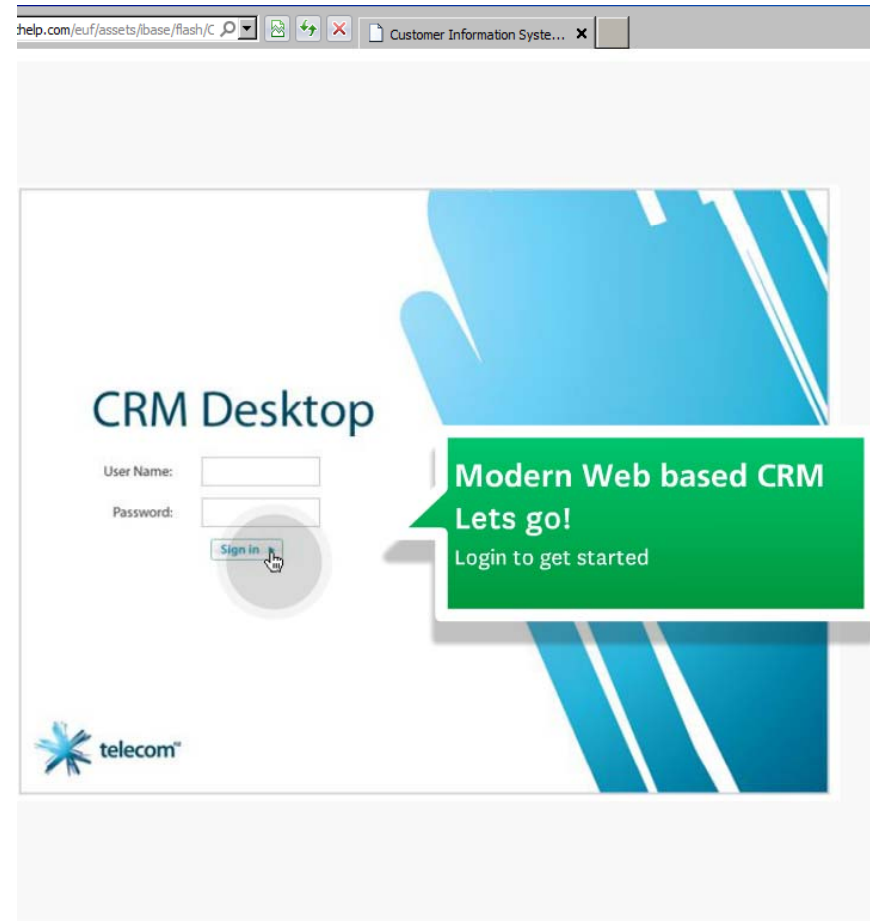 help.com/euf/assets/ibase/flash/C
Customer Information Syste...
CRM Desktop
User Name:
Password:
Sign in
Modern Web based CRM
Lets go!
Login to get started
telecom